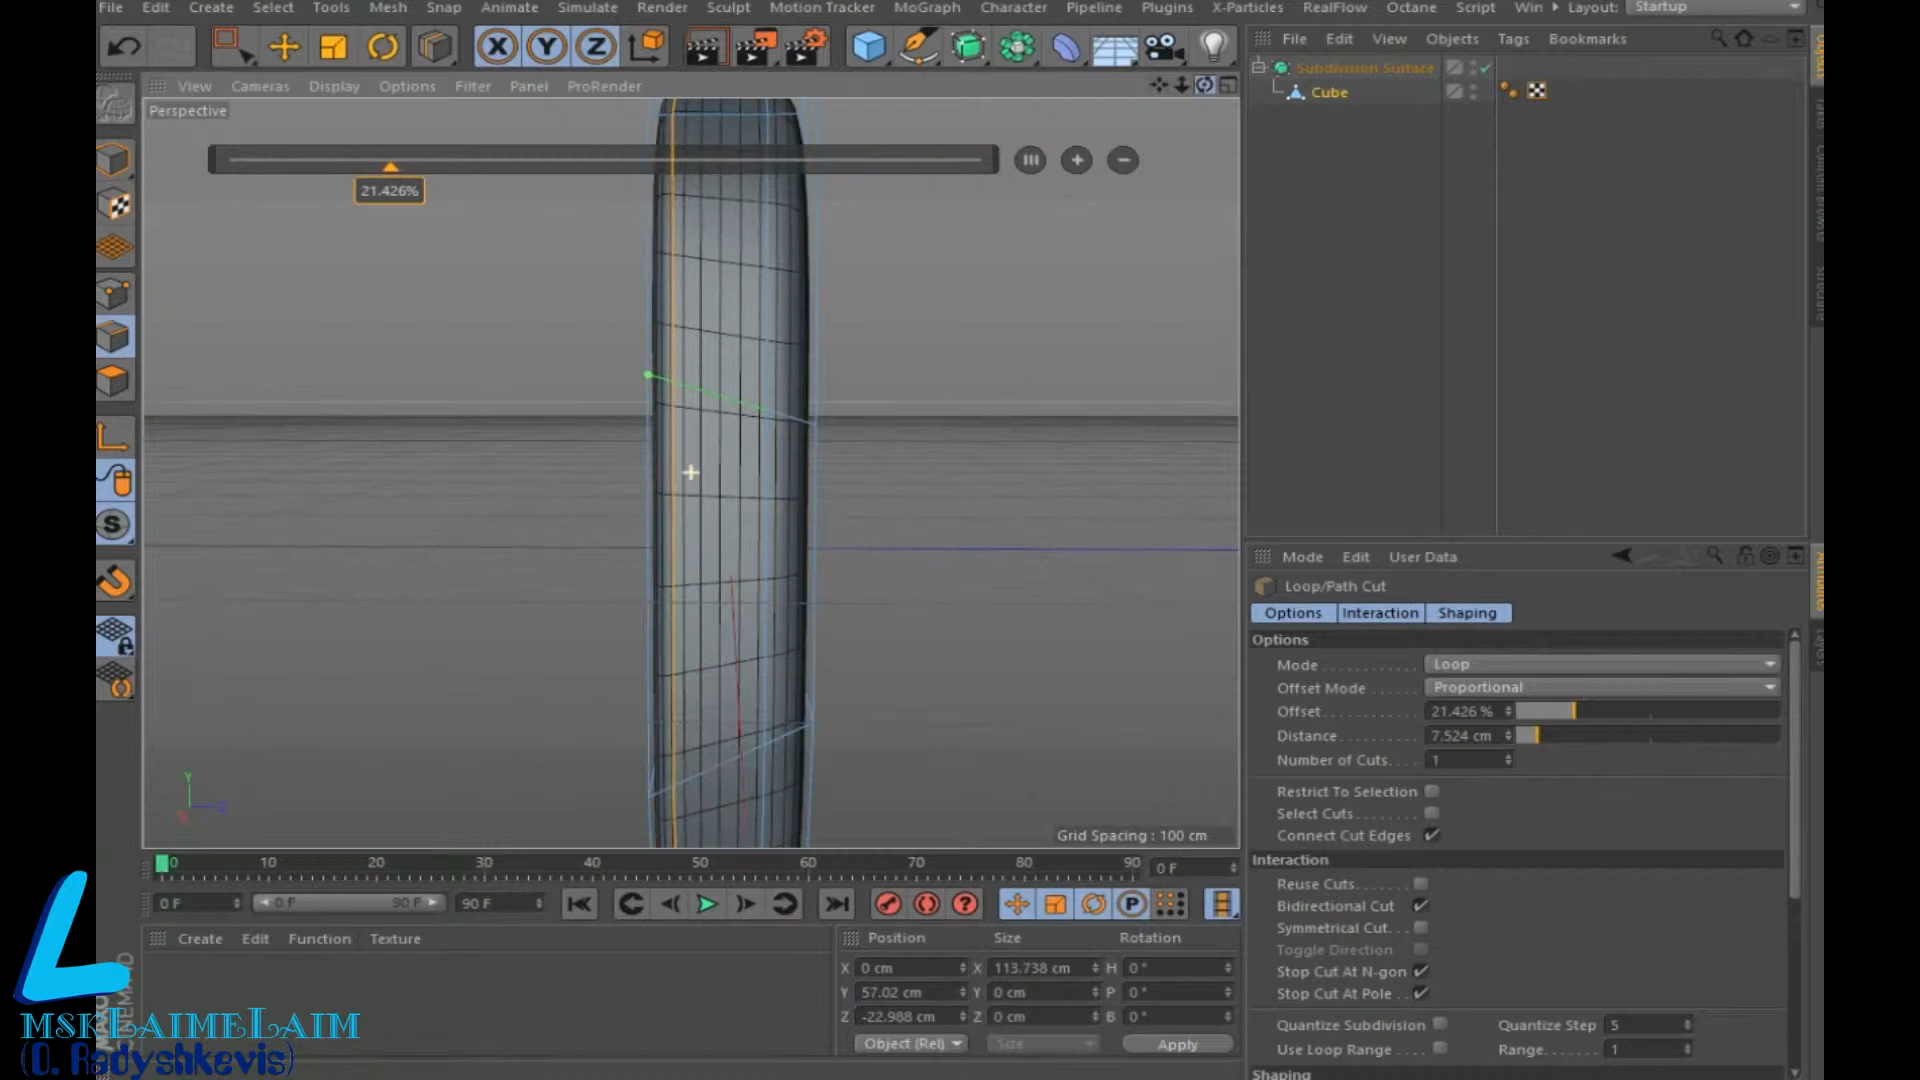 File Edit Create Select Tools Mesh Snap Animate Simulate Render Sculpt Motion Tracker MoGraph Character Pipeline Plugins X-Particles RealFlow Octane Script Win Layout: Startup
X Y Z
File Edit View Objects Tags Bookmarks
View Cameras Display Options Filter Panel ProRender
Subdivision Surface
Cube
Perspective
21.426%
Mode Edit User Data
Loop/Path Cut
Options Interaction Shaping
Options
Mode Loop
Offset Mode Proportional
Offset 21.426 %
Distance 7.524 cm
Number of Cuts 1
Restrict To Selection
Select Cuts
Connect Cut Edges
Interaction
Reuse Cuts
Bidirectional Cut
Symmetrical Cut
Toggle Direction
Stop Cut At N-gon
Stop Cut At Pole
Quantize Subdivision Quantize Step 5
Use Loop Range Range 1
Shaping
S
Y
Grid Spacing : 100 cm
0 10 20 30 40 50 60 70 80 90 0 F
0 F 0 F 90 F 90 F P
Create Edit Function Texture
Position Size Rotation
X 0 cm X 113.738 cm H 0 °
Y 57.02 cm Y 0 cm P 0 °
Z -22.988 cm Z 0 cm B 0 °
Object (Rel) Size Apply
L
mskLaimeLaim
(O. Radyshkevis)